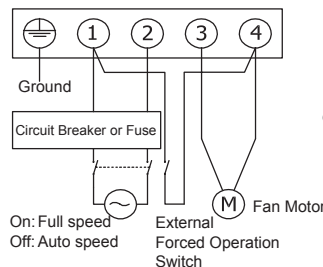 1 2 3 4
Ground
Circuit Breaker or Fuse
M Fan Motor
On: Full speed
Off: Auto speed
External
Forced Operation
Switch